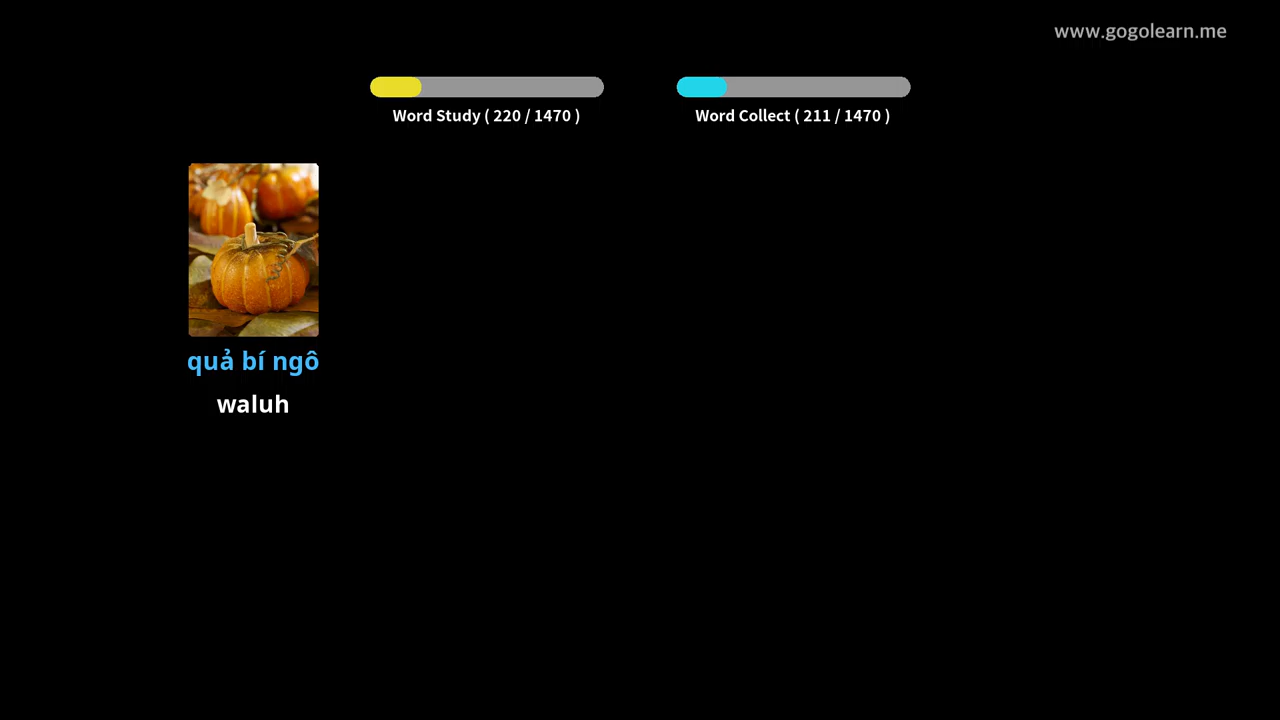 www.gogolearn.me
Word Study ( 220 / 1470 )
Word Collect ( 211 / 1470 )
quả bí ngô
waluh